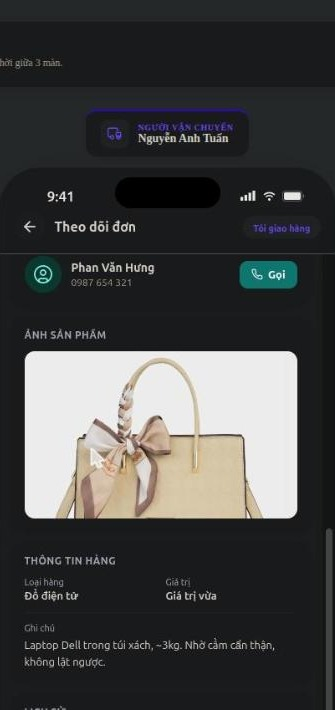 hời giữa 3 màn.
NGƯỜI VẬN CHUYỂN
Nguyễn Anh Tuấn
9:41
Theo dõi đơn
Tôi giao hàng
Phan Văn Hưng
0987 654 321
Gọi
ẢNH SẢN PHẨM
THÔNG TIN HÀNG
Loại hàng
Giá trị
Đồ điện tử
Giá trị vừa
Ghi chú
Laptop Dell trong túi xách, ~3kg. Nhờ cầm cẩn thận,
không lật ngược.